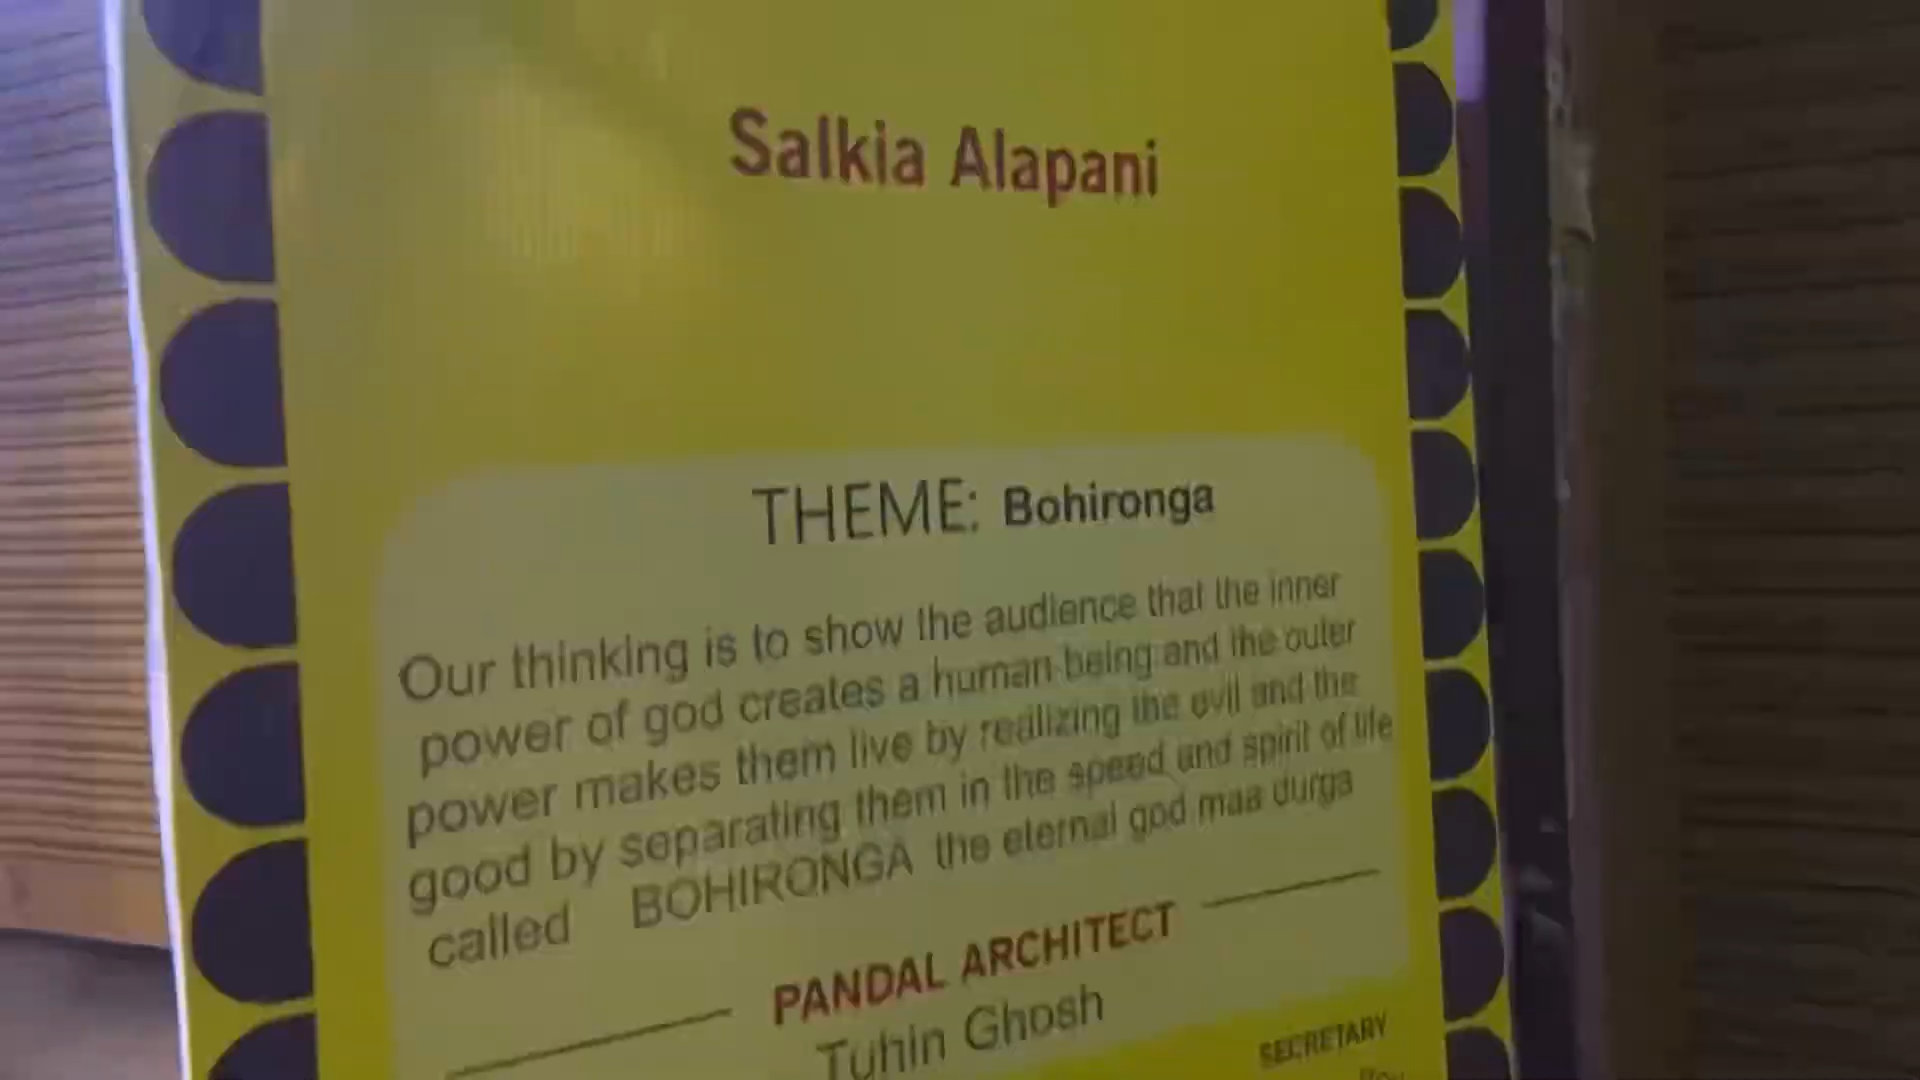 Salkia Alapani
THEME: Bohironga
Our thinking is to show the audience that the inner
power of god creates a human being and the outer
power makes them live by realizing the evil and the
good by separating them in the speed and spirit of life
called BOHIRONGA the eternal god maa durga
PANDAL ARCHITECT
Tuhin Ghosh
SECRETARY